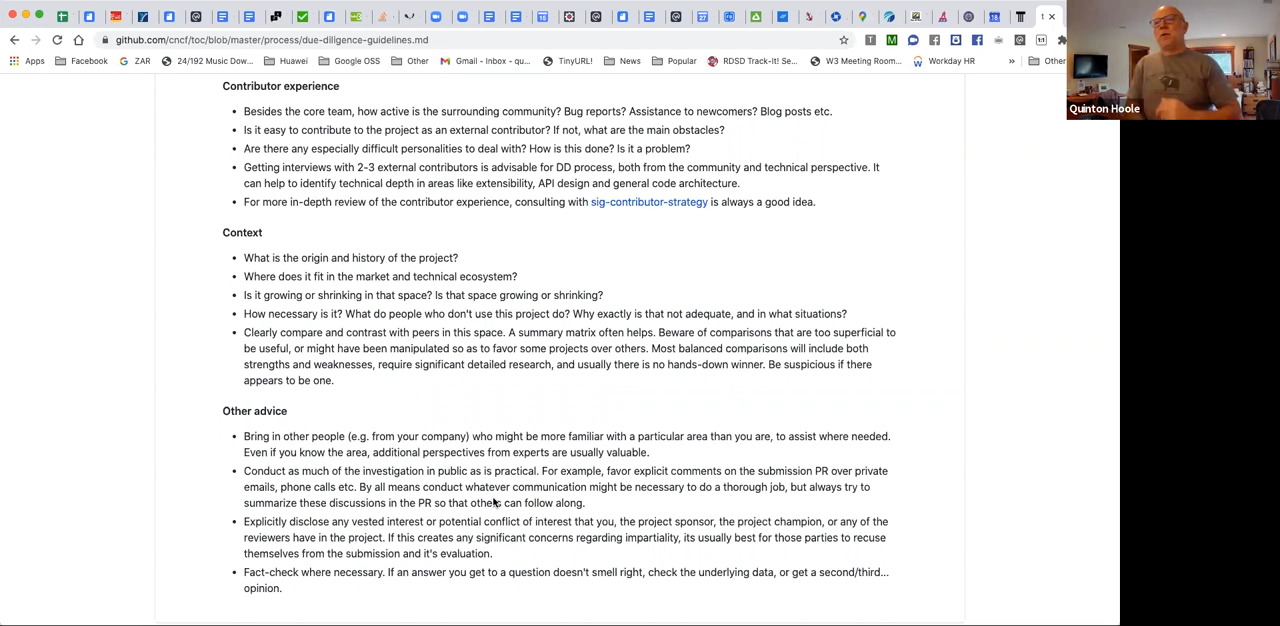 github.com/cncf/toc/blob/master/process/due-diligence-guidelines.md
Apps Facebook ZAR 24/192 Music Dow... Huawei Google OSS Other Gmail - Inbox - qu... TinyURL! News Popular RDSD Track-It! Se... W3 Meeting Room... Workday HR » Other
Quinton Hoole
Contributor experience
• Besides the core team, how active is the surrounding community? Bug reports? Assistance to newcomers? Blog posts etc.
• Is it easy to contribute to the project as an external contributor? If not, what are the main obstacles?
• Are there any especially difficult personalities to deal with? How is this done? Is it a problem?
• Getting interviews with 2-3 external contributors is advisable for DD process, both from the community and technical perspective. It
can help to identify technical depth in areas like extensibility, API design and general code architecture.
• For more in-depth review of the contributor experience, consulting with sig-contributor-strategy is always a good idea.
Context
• What is the origin and history of the project?
• Where does it fit in the market and technical ecosystem?
• Is it growing or shrinking in that space? Is that space growing or shrinking?
• How necessary is it? What do people who don't use this project do? Why exactly is that not adequate, and in what situations?
• Clearly compare and contrast with peers in this space. A summary matrix often helps. Beware of comparisons that are too superficial to
be useful, or might have been manipulated so as to favor some projects over others. Most balanced comparisons will include both
strengths and weaknesses, require significant detailed research, and usually there is no hands-down winner. Be suspicious if there
appears to be one.
Other advice
• Bring in other people (e.g. from your company) who might be more familiar with a particular area than you are, to assist where needed.
Even if you know the area, additional perspectives from experts are usually valuable.
• Conduct as much of the investigation in public as is practical. For example, favor explicit comments on the submission PR over private
emails, phone calls etc. By all means conduct whatever communication might be necessary to do a thorough job, but always try to
summarize these discussions in the PR so that others can follow along.
• Explicitly disclose any vested interest or potential conflict of interest that you, the project sponsor, the project champion, or any of the
reviewers have in the project. If this creates any significant concerns regarding impartiality, its usually best for those parties to recuse
themselves from the submission and it's evaluation.
• Fact-check where necessary. If an answer you get to a question doesn't smell right, check the underlying data, or get a second/third...
opinion.